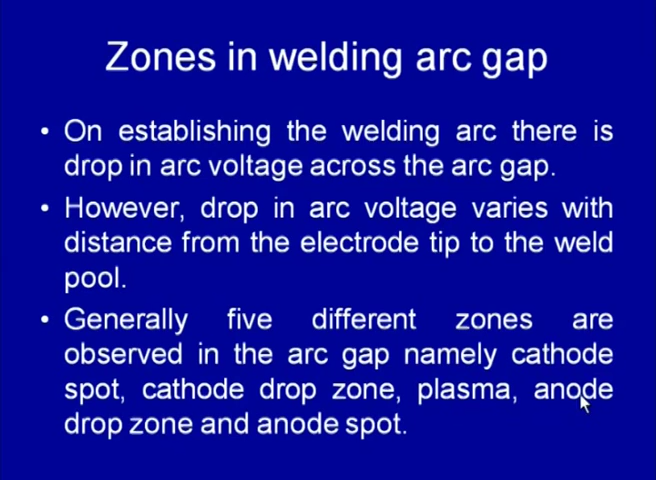 Zones in welding arc gap
• On establishing the welding arc there is
drop in arc voltage across the arc gap.
• However, drop in arc voltage varies with
distance from the electrode tip to the weld
pool.
• Generally five different zones are
observed in the arc gap namely cathode
spot, cathode drop zone, plasma, anode
drop zone and anode spot.